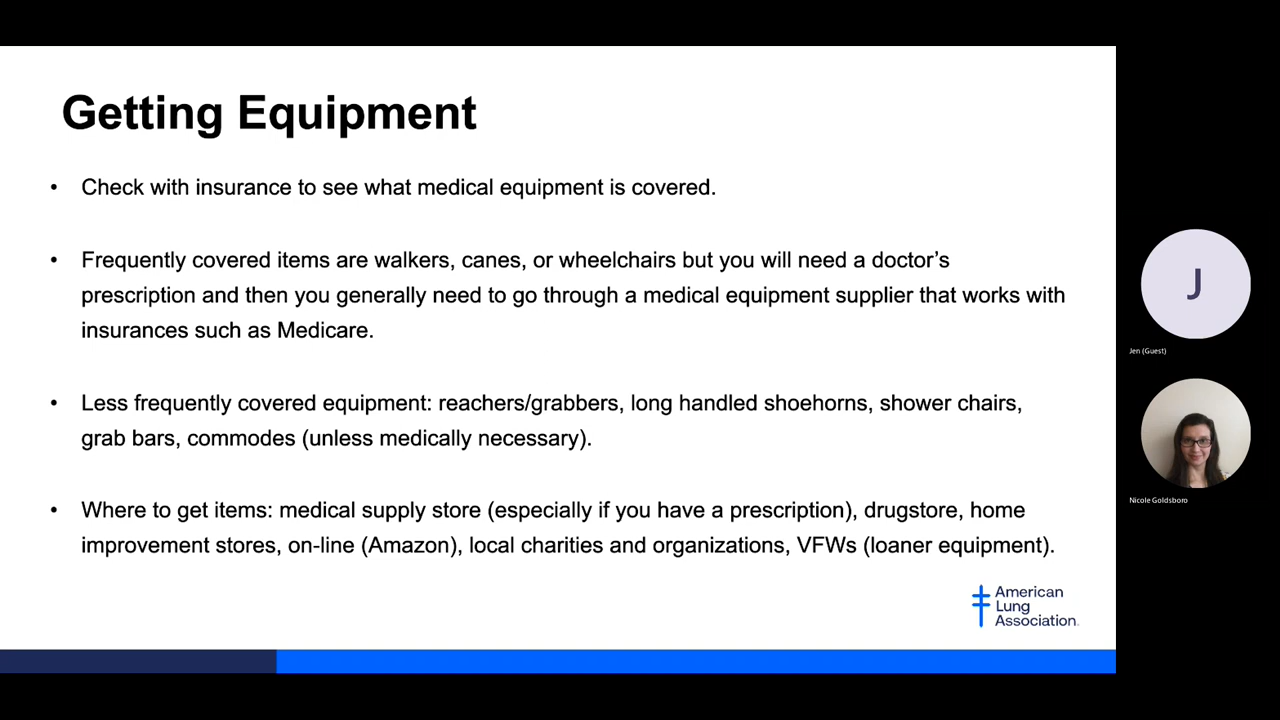 Getting Equipment
• Check with insurance to see what medical equipment is covered.
• Frequently covered items are walkers, canes, or wheelchairs but you will need a doctor’s
prescription and then you generally need to go through a medical equipment supplier that works with
insurances such as Medicare.
• Less frequently covered equipment: reachers/grabbers, long handled shoehorns, shower chairs,
grab bars, commodes (unless medically necessary).
• Where to get items: medical supply store (especially if you have a prescription), drugstore, home
improvement stores, on-line (Amazon), local charities and organizations, VFWs (loaner equipment).
American
Lung
Association.
J
Jen (Guest)
Nicole Goldsboro